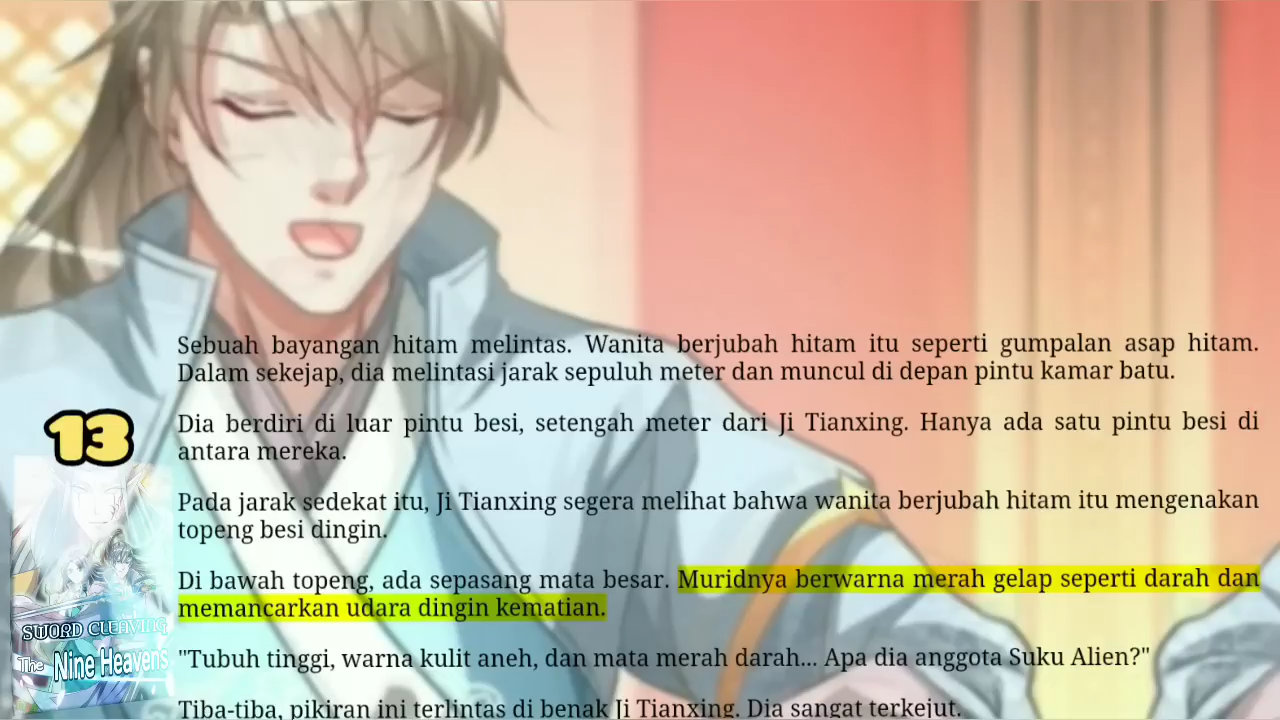 Sebuah bayangan hitam melintas. Wanita berjubah hitam itu seperti gumpalan asap hitam.
Dalam sekejap, dia melintasi jarak sepuluh meter dan muncul di depan pintu kamar batu.
Dia berdiri di luar pintu besi, setengah meter dari Ji Tianxing. Hanya ada satu pintu besi di
antara mereka.
Pada jarak sedekat itu, Ji Tianxing segera melihat bahwa wanita berjubah hitam itu mengenakan
topeng besi dingin.
Di bawah topeng, ada sepasang mata besar. Muridnya berwarna merah gelap seperti darah dan
memancarkan udara dingin kematian.
"Tubuh tinggi, warna kulit aneh, dan mata merah darah... Apa dia anggota Suku Alien?"
Tiba-tiba, pikiran ini terlintas di benak Ji Tianxing. Dia sangat terkejut.
13
SWORD CLEAVING
The Nine Heavens